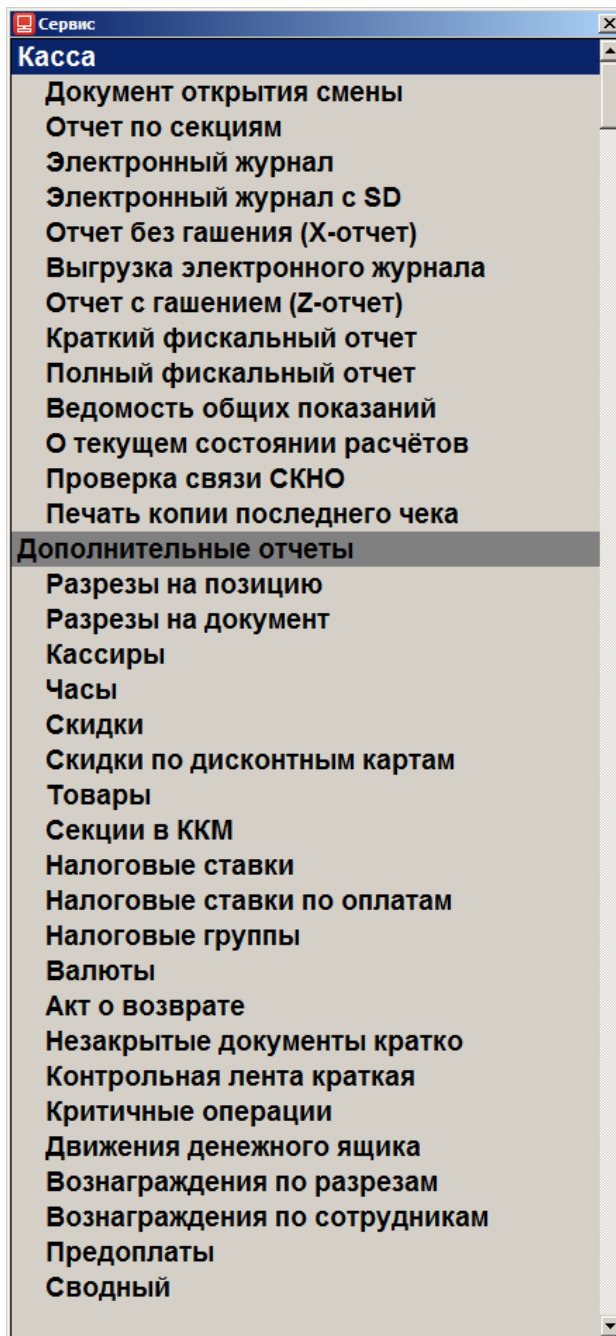 Сервис
Касса
Документ открытия смены
Отчет по секциям
Электронный журнал
Электронный журнал с SD
Отчет без гашения (X-отчет)
Выгрузка электронного журнала
Отчет с гашением (Z-отчет)
Краткий фискальный отчет
Полный фискальный отчет
Ведомость общих показаний
О текущем состоянии расчётов
Проверка связи СКНО
Печать копии последнего чека
Дополнительные отчеты
Разрезы на позицию
Разрезы на документ
Кассиры
Часы
Скидки
Скидки по дисконтным картам
Товары
Секции в ККМ
Налоговые ставки
Налоговые ставки по оплатам
Налоговые группы
Валюты
Акт о возврате
Незакрытые документы кратко
Контрольная лента краткая
Критичные операции
Движения денежного ящика
Вознаграждения по разрезам
Вознаграждения по сотрудникам
Предоплаты
Сводный